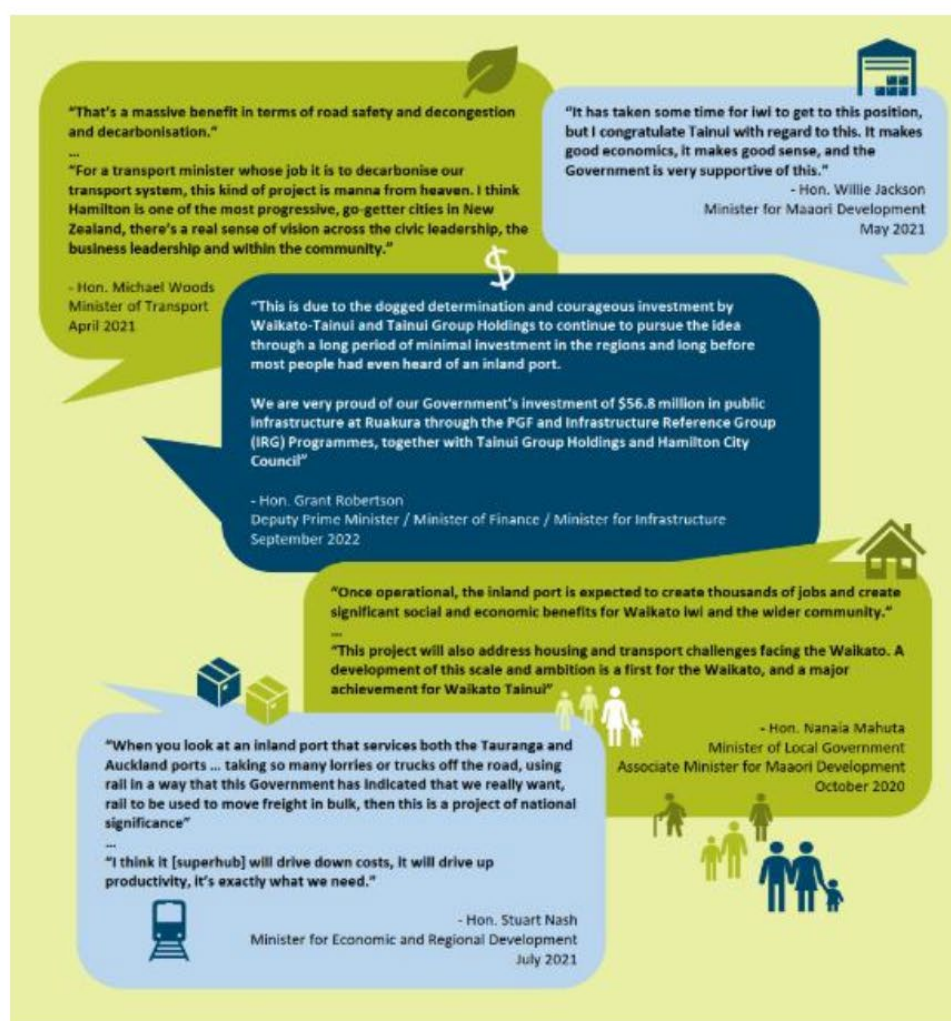 “That’s a massive benefit in terms of road safety and decongestion
and decarbonisation.”
...
“For a transport minister whose job it is to decarbonise our
transport system, this kind of project is manna from heaven. I think
Hamilton is one of the most progressive, go-getter cities in New
Zealand, there’s a real sense of vision across the civic leadership, the
business leadership and within the community.”
- Hon. Michael Woods
Minister of Transport
April 2021
“It has taken some time for iwi to get to this position,
but I congratulate Tainui with regard to this. It makes
good economics, it makes good sense, and the
Government is very supportive of this.”
- Hon. Willie Jackson
Minister for Maaori Development
May 2021
$
“This is due to the dogged determination and courageous investment by
Waikato-Tainui and Tainui Group Holdings to continue to pursue the idea
through a long period of minimal investment in the regions and long before
most people had even heard of an inland port.
We are very proud of our Government’s investment of $56.8 million in public
infrastructure at Ruakura through the PGF and Infrastructure Reference Group
(IRG) Programmes, together with Tainui Group Holdings and Hamilton City
Council”
- Hon. Grant Robertson
Deputy Prime Minister / Minister of Finance / Minister for Infrastructure
September 2022
“Once operational, the inland port is expected to create thousands of jobs and create
significant social and economic benefits for Waikato iwi and the wider community.”
...
“This project will also address housing and transport challenges facing the Waikato. A
development of this scale and ambition is a first for the Waikato, and a major
achievement for Waikato Tainui”
- Hon. Nanaia Mahuta
Minister of Local Government
Associate Minister for Maaori Development
October 2020
“When you look at an inland port that services both the Tauranga and
Auckland ports ... taking so many lorries or trucks off the road, using
rail in a way that this Government has indicated that we really want,
rail to be used to move freight in bulk, then this is a project of national
significance”
...
“I think it [superhub] will drive down costs, it will drive up
productivity, it’s exactly what we need.”
- Hon. Stuart Nash
Minister for Economic and Regional Development
July 2021